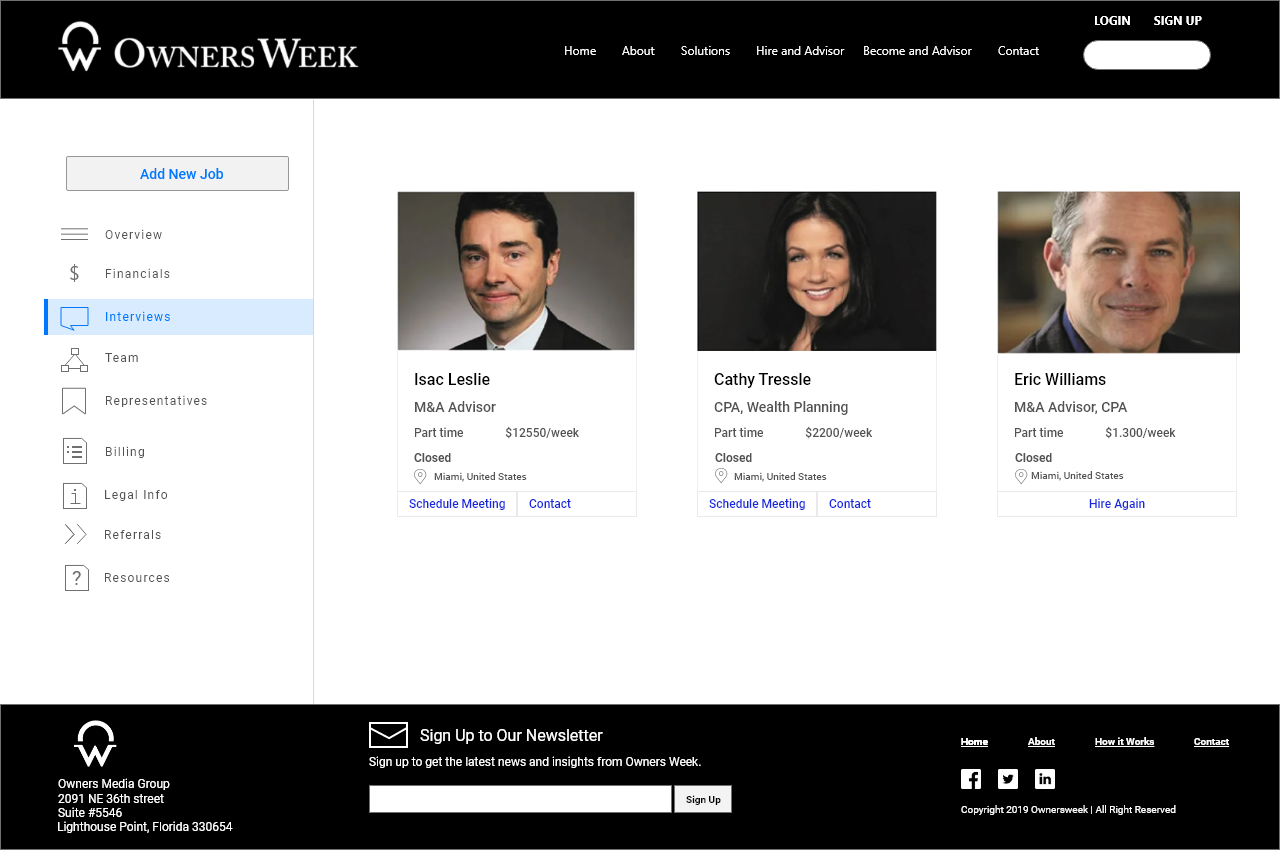 LOGIN SIGN UP
OWNERS WEEK
Home About Solutions Hire and Advisor Become and Advisor Contact
Add New Job
Overview
$ Financials
Interviews
Team
Representatives
Billing
i Legal Info
Referrals
? Resources
Isac Leslie
M&A Advisor
Part time $12550/week
Closed
Miami, United States
Schedule Meeting Contact
Cathy Tressle
CPA, Wealth Planning
Part time $2200/week
Closed
Miami, United States
Schedule Meeting Contact
Eric Williams
M&A Advisor, CPA
Part time $1.300/week
Closed
Miami, United States
Hire Again
Owners Media Group
2091 NE 36th street
Suite #5546
Lighthouse Point, Florida 330654
Sign Up to Our Newsletter
Sign up to get the latest news and insights from Owners Week.
Sign Up
Home About How it Works Contact
Copyright 2019 Ownersweek | All Right Reserved